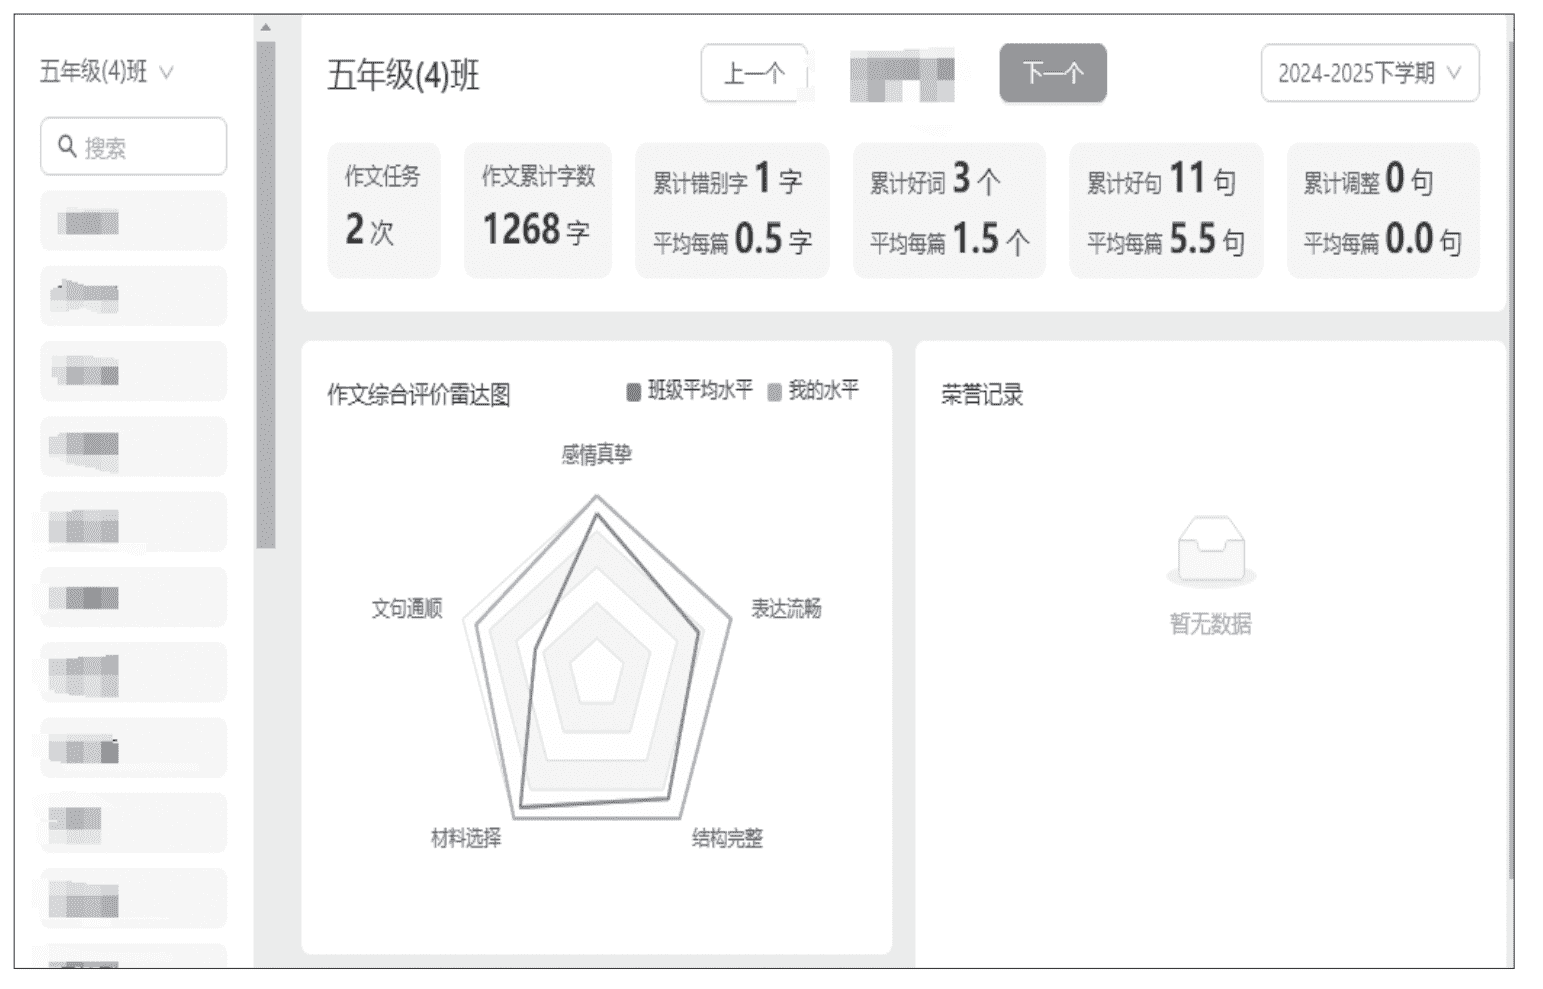 五年级(4)班
搜索
五年级(4)班
上一个
下一个
2024-2025下学期
作文任务
2 次
作文累计字数
1268 字
累计错别字 1 字
平均每篇 0.5 字
累计好词 3 个
平均每篇 1.5 个
累计好句 11 句
平均每篇 5.5 句
累计调整 0 句
平均每篇 0.0 句
作文综合评价雷达图
班级平均水平
我的水平
感情真挚
文句通顺
表达流畅
材料选择
结构完整
荣誉记录
暂无数据